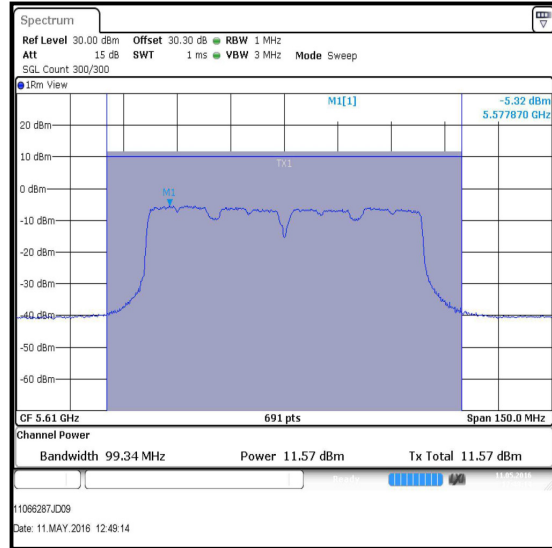 Spectrum
Ref Level 30.00 dBm Offset 30.30 dB RBW 1 MHz
Att 15 dB SWT 1 ms VBW 3 MHz Mode Sweep
SGL Count 300/300
1Rm View
M1[1] -5.32 dBm
5.577870 GHz
20 dBm
10 dBm
TX1
0 dBm
M1
-10 dBm
-20 dBm
-30 dBm
-40 dBm
-50 dBm
-60 dBm
CF 5.61 GHz 691 pts Span 150.0 MHz
Channel Power
Bandwidth 99.34 MHz Power 11.57 dBm Tx Total 11.57 dBm
Ready 11.05.2016
11066287JD09
Date: 11.MAY.2016 12:49:14